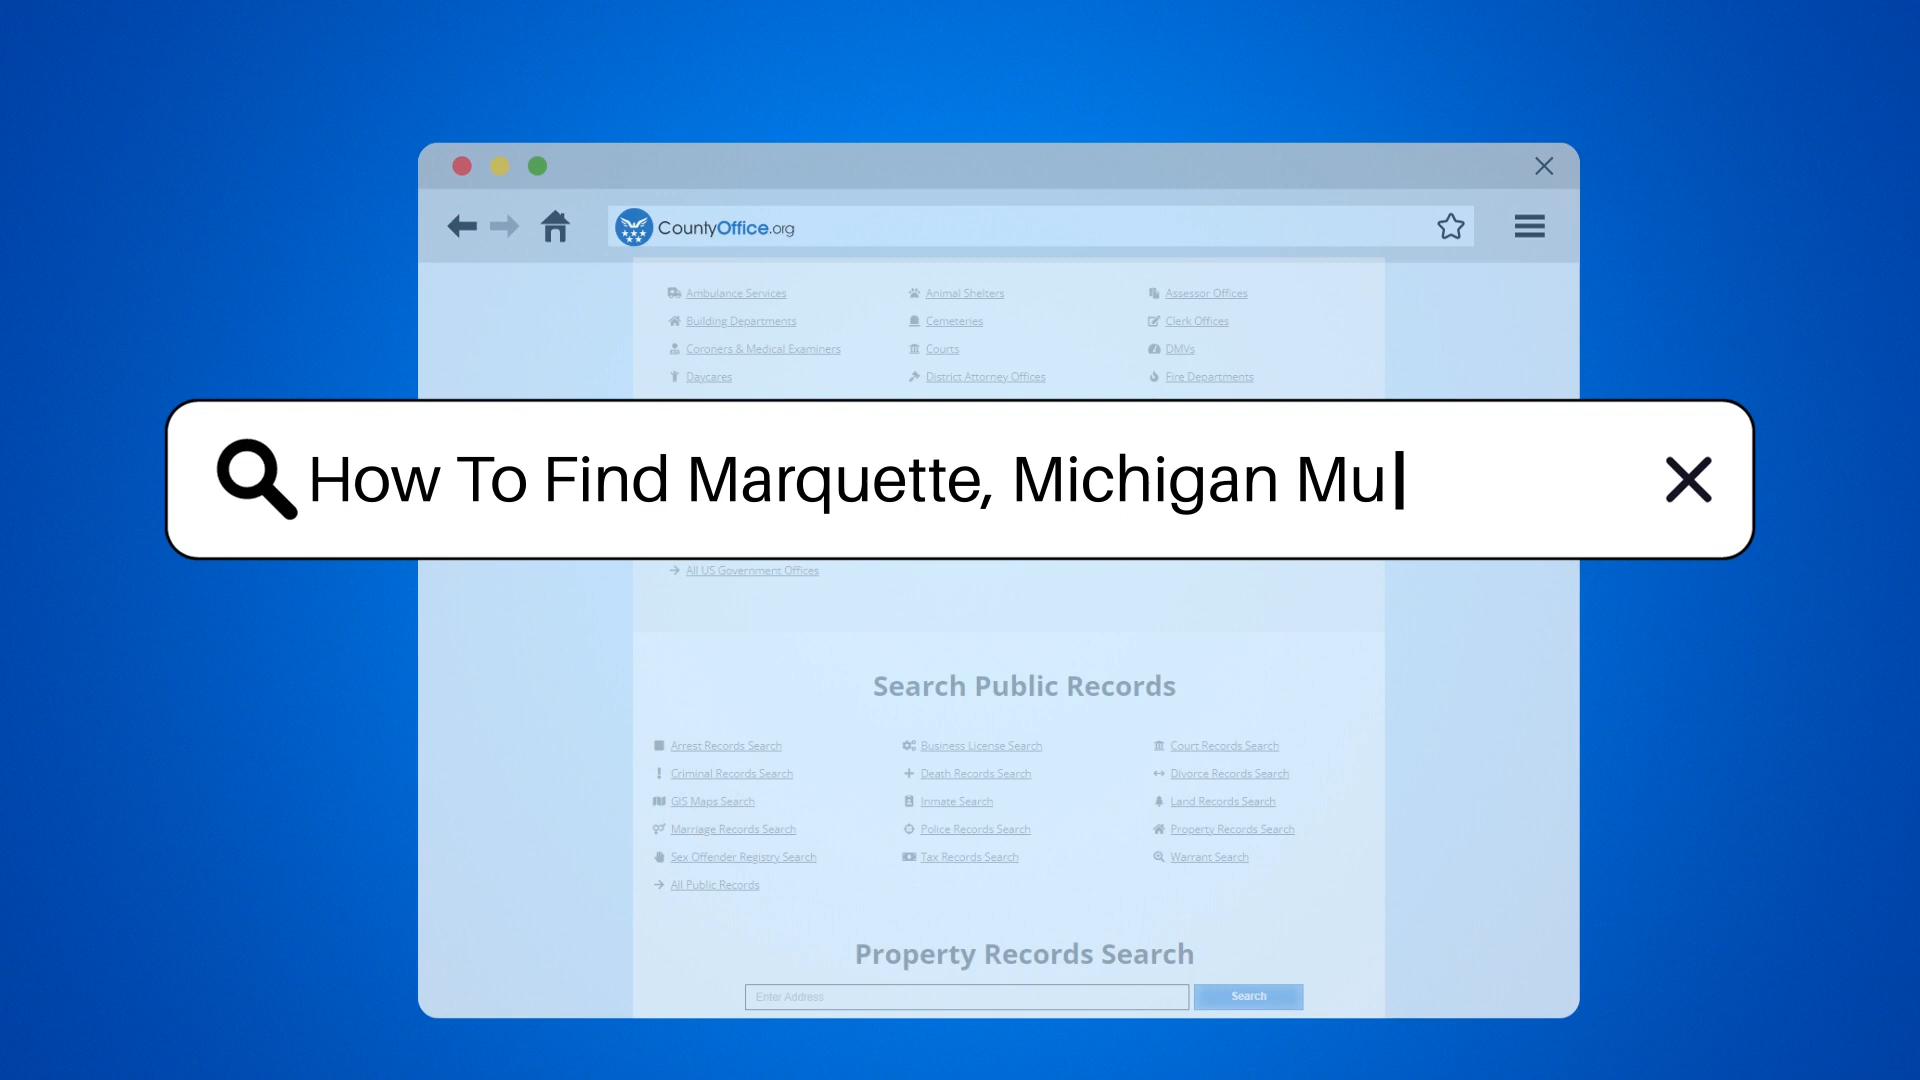 CountyOffice.org
Ambulance Services Animal Shelters Assessor Offices
Building Departments Cemeteries Clerk Offices
Coroners & Medical Examiners Courts DMVs
Daycares District Attorney Offices Fire Departments
How To Find Marquette, Michigan Mu
All US Government Offices
Search Public Records
Arrest Records Search Business License Search Court Records Search
Criminal Records Search Death Records Search Divorce Records Search
GIS Maps Search Inmate Search Land Records Search
Marriage Records Search Police Records Search Property Records Search
Sex Offender Registry Search Tax Records Search Warrant Search
All Public Records
Property Records Search
Enter Address Search